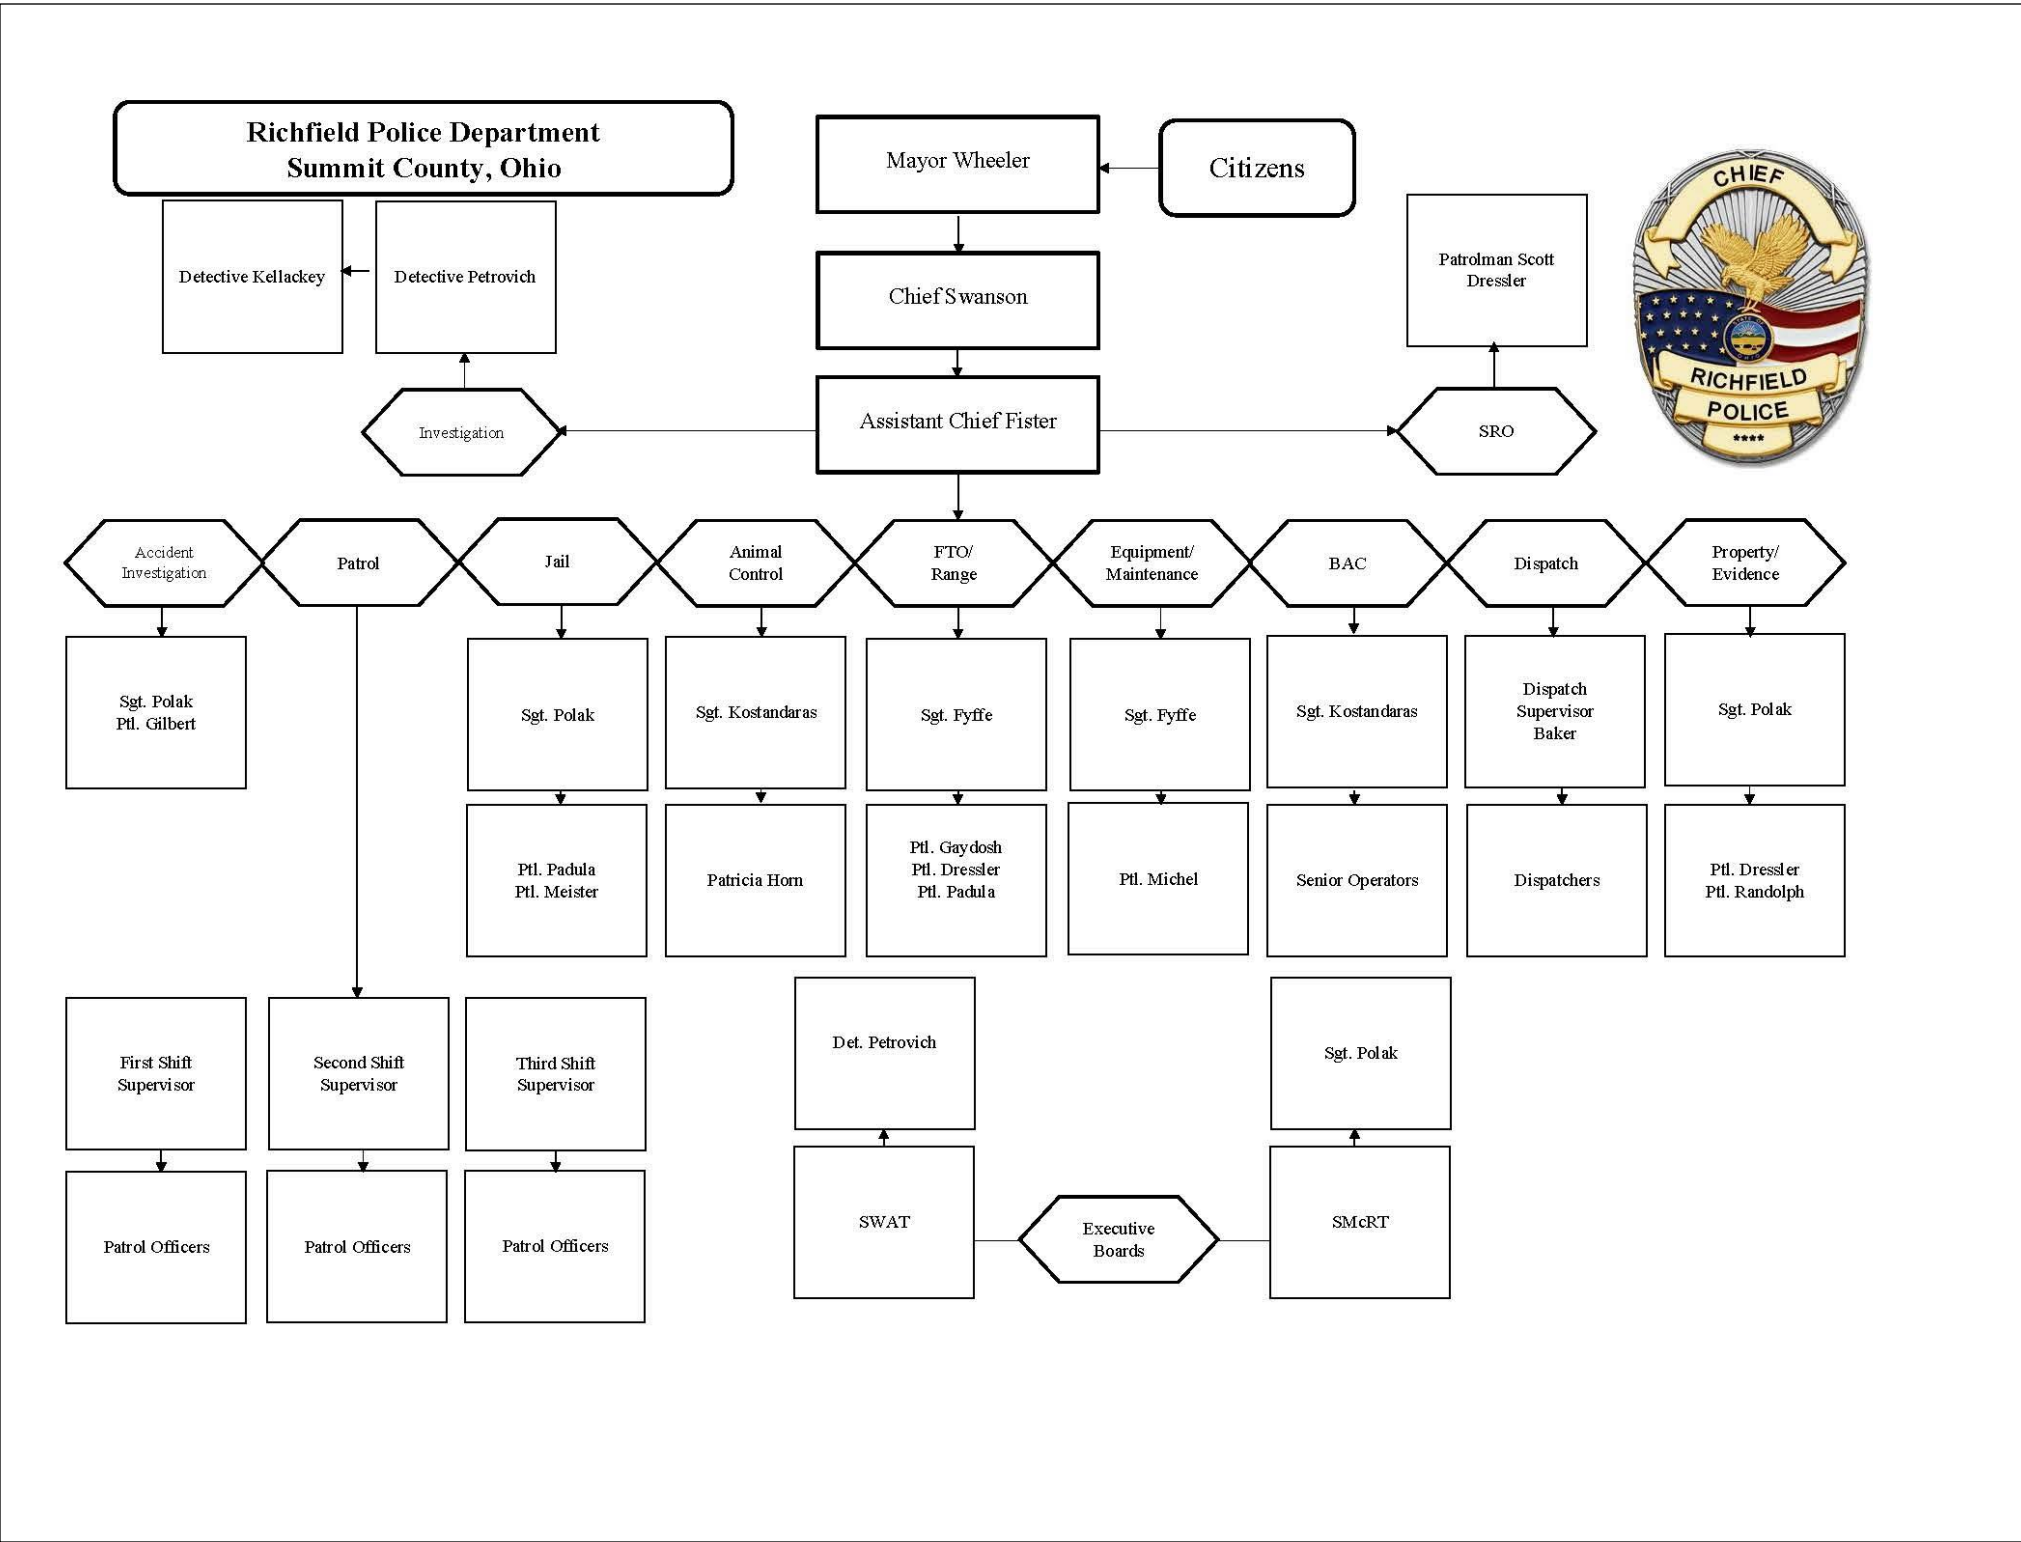 Richfield Police Department
Summit County, Ohio
Mayor Wheeler
Citizens
Detective Kellackey
Detective Petrovich
Chief Swanson
Patrolman Scott
Dressler
CHIEF
RICHFIELD
POLICE
****
Investigation
Assistant Chief Fister
SRO
Accident
Investigation
Patrol
Jail
Animal
Control
FTO/
Range
Equipment/
Maintenance
BAC
Dispatch
Property/
Evidence
Sgt. Polak
Ptl. Gilbert
Sgt. Polak
Sgt. Kostandaras
Sgt. Fyffe
Sgt. Fyffe
Sgt. Kostandaras
Dispatch
Supervisor
Baker
Sgt. Polak
Ptl. Padula
Ptl. Meister
Patricia Horn
Ptl. Gaydosh
Ptl. Dressler
Ptl. Padula
Ptl. Michel
Senior Operators
Dispatchers
Ptl. Dressler
Ptl. Randolph
First Shift
Supervisor
Second Shift
Supervisor
Third Shift
Supervisor
Det. Petrovich
Sgt. Polak
Patrol Officers
Patrol Officers
Patrol Officers
SWAT
Executive
Boards
SMcRT